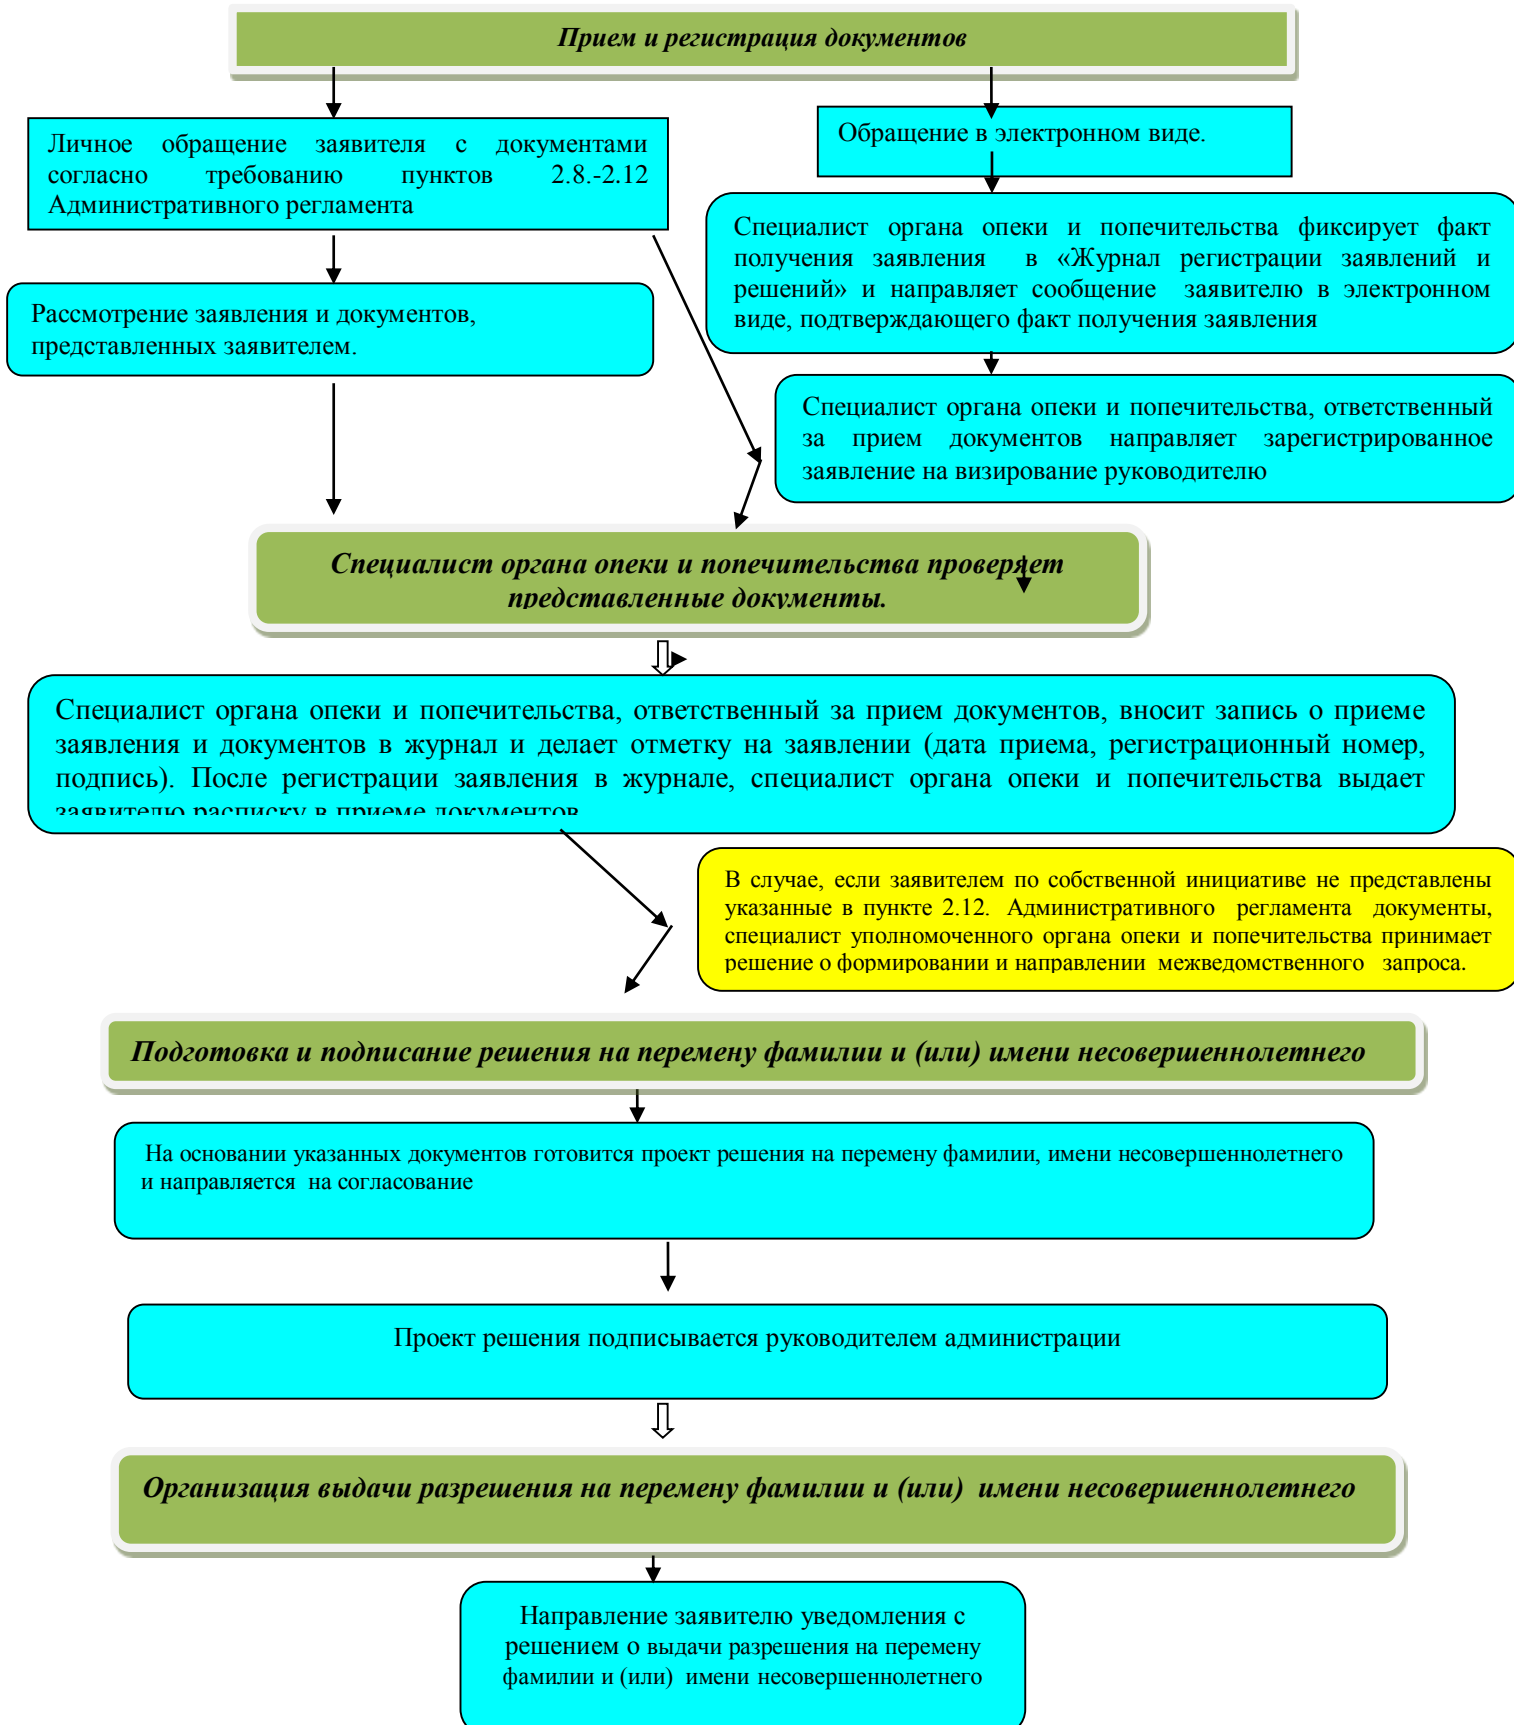 Прием и регистрация документов
Личное обращение заявителя с документами
согласно требованию пунктов 2.8.-2.12
Административного регламента
Обращение в электронном виде.
Специалист органа опеки и попечительства фиксирует факт
получения заявления в «Журнал регистрации заявлений и
решений» и направляет сообщение заявителю в электронном
виде, подтверждающего факт получения заявления
Рассмотрение заявления и документов,
представленных заявителем.
Специалист органа опеки и попечительства, ответственный
за прием документов направляет зарегистрированное
заявление на визирование руководителю
Специалист органа опеки и попечительства проверяет
представленные документы.
Специалист органа опеки и попечительства, ответственный за прием документов, вносит запись о приеме
заявления и документов в журнал и делает отметку на заявлении (дата приема, регистрационный номер,
подпись). После регистрации заявления в журнале, специалист органа опеки и попечительства выдает
заявителю расписку в приеме документов
В случае, если заявителем по собственной инициативе не представлены
указанные в пункте 2.12. Административного регламента документы,
специалист уполномоченного органа опеки и попечительства принимает
решение о формировании и направлении межведомственного запроса.
Подготовка и подписание решения на перемену фамилии и (или) имени несовершеннолетнего
На основании указанных документов готовится проект решения на перемену фамилии, имени несовершеннолетнего
и направляется на согласование
Проект решения подписывается руководителем администрации
Организация выдачи разрешения на перемену фамилии и (или) имени несовершеннолетнего
Направление заявителю уведомления с
решением о выдачи разрешения на перемену
фамилии и (или) имени несовершеннолетнего